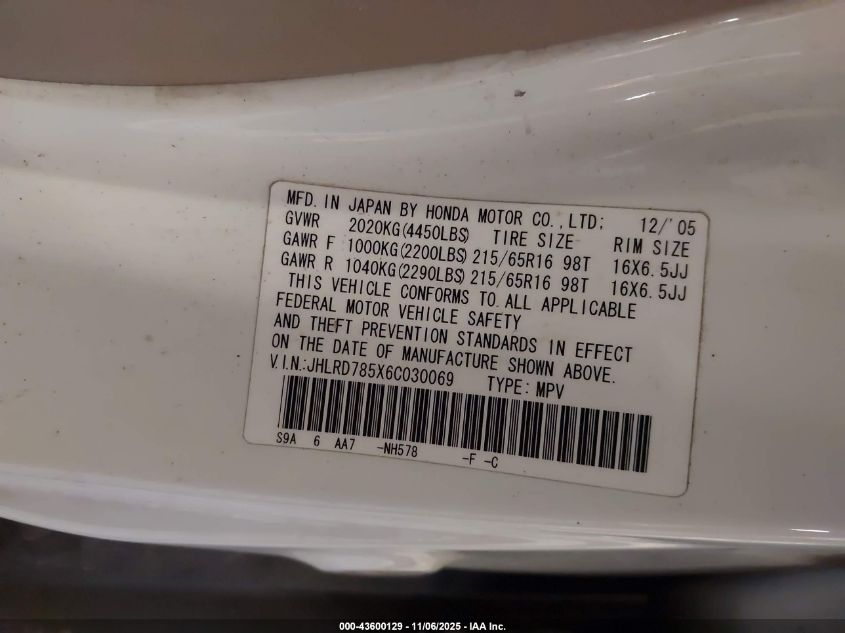 MFD. IN JAPAN BY HONDA MOTOR CO.,LTD: 12/'05
GVWR 2020KG(4450LBS) TIRE SIZE RIM SIZE
GAWR F 1000KG(2200LBS) 215/65R16 98T 16X6.5JJ
GAWR R 1040KG(2290LBS) 215/65R16 98T 16X6.5JJ
THIS VEHICLE CONFORMS TO ALL APPLICABLE
FEDERAL MOTOR VEHICLE SAFETY
AND THEFT PREVENTION STANDARDS IN EFFECT
ON THE DATE OF MANUFACTURE SHOWN ABOVE.
V.I.N.:JHLRD785X6C030069 TYPE: MPV
S9A 6 AA7 -NH578 -F -C
000-43600129 - 11/06/2025 - IAA Inc.